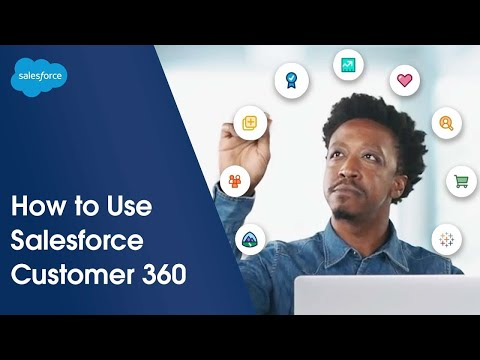 salesforce
How to Use
Salesforce
Customer 360